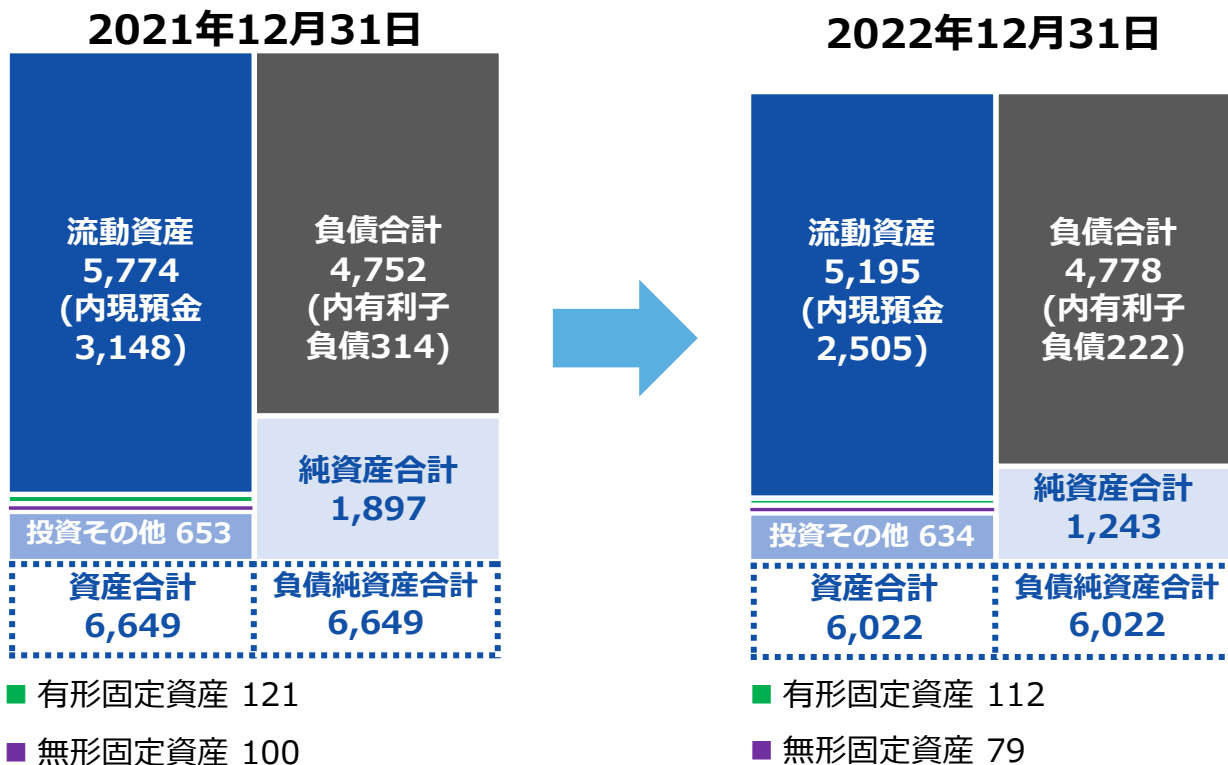 2021年12月31日
流動資産
5,774
(内現預金
3,148)
負債合計
4,752
(内有利子
負債314)
純資産合計
1,897
投資その他 653
資産合計
6,649
負債純資産合計
6,649
有形固定資産 121
無形固定資産 100
2022年12月31日
流動資産
5,195
(内現預金
2,505)
負債合計
4,778
(内有利子
負債222)
純資産合計
1,243
投資その他 634
資産合計
6,022
負債純資産合計
6,022
有形固定資産 112
無形固定資産 79